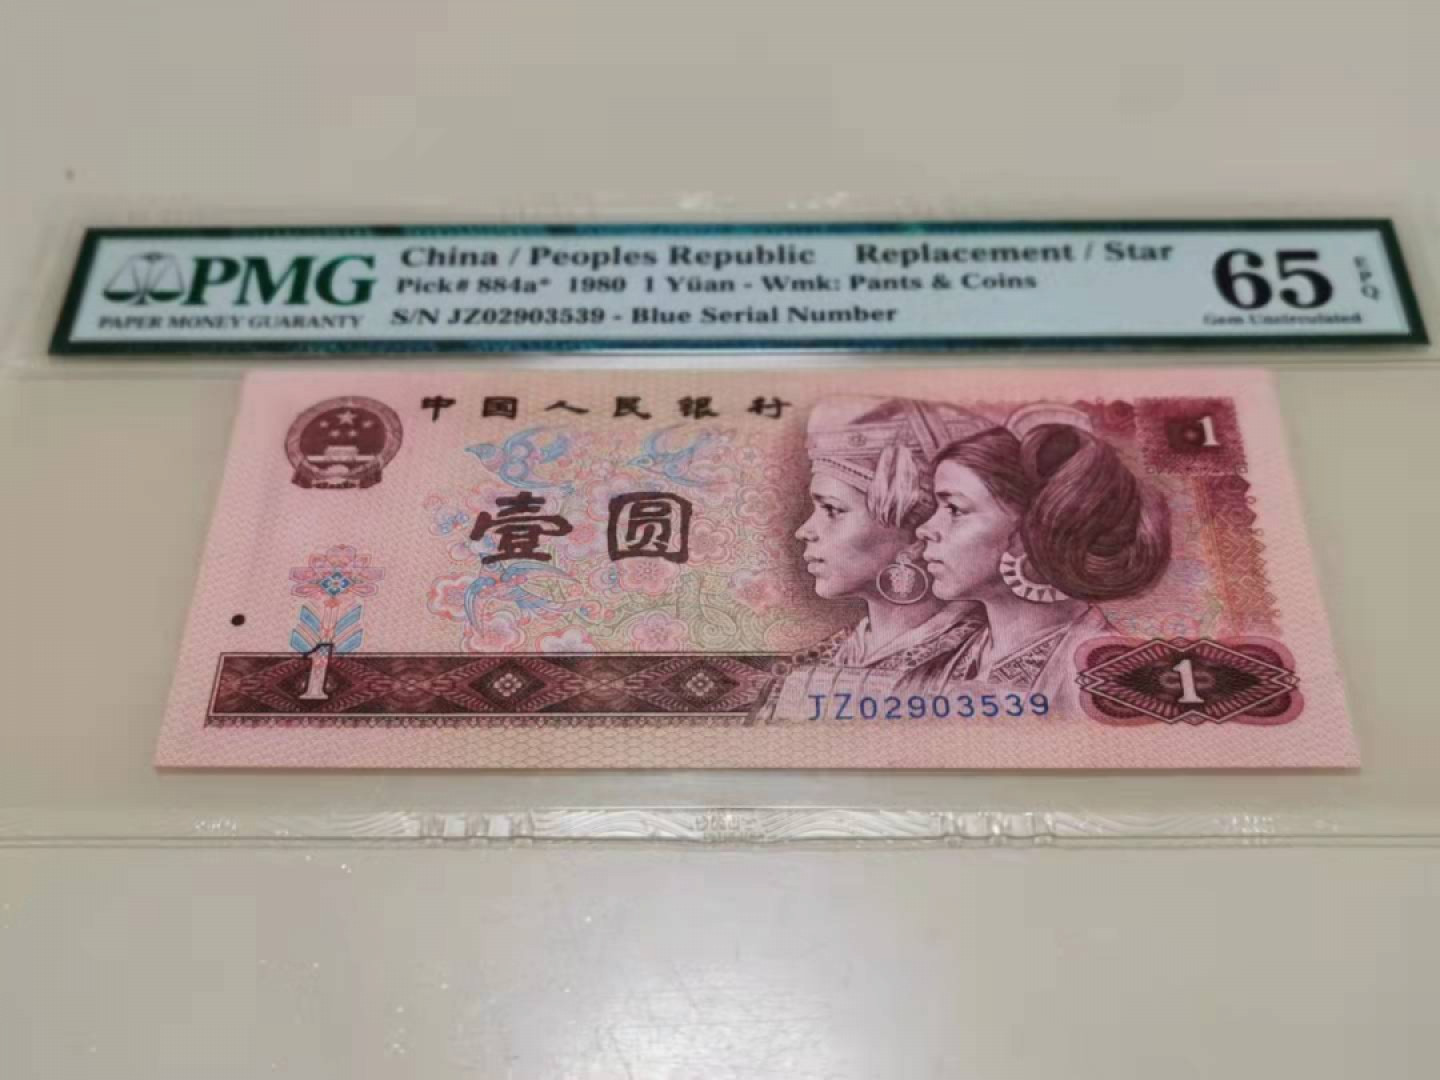 PMG
PAPER MONEY GUARANTY
China / Peoples Republic Replacement / Star
Pick# 884a* 1980 1 Yüan - Wmk: Pants & Coins
S/N JZ02903539 - Blue Serial Number
65 EPQ
Gem Uncirculated
中国人民银行
1
壹圆
1
JZ02903539
1